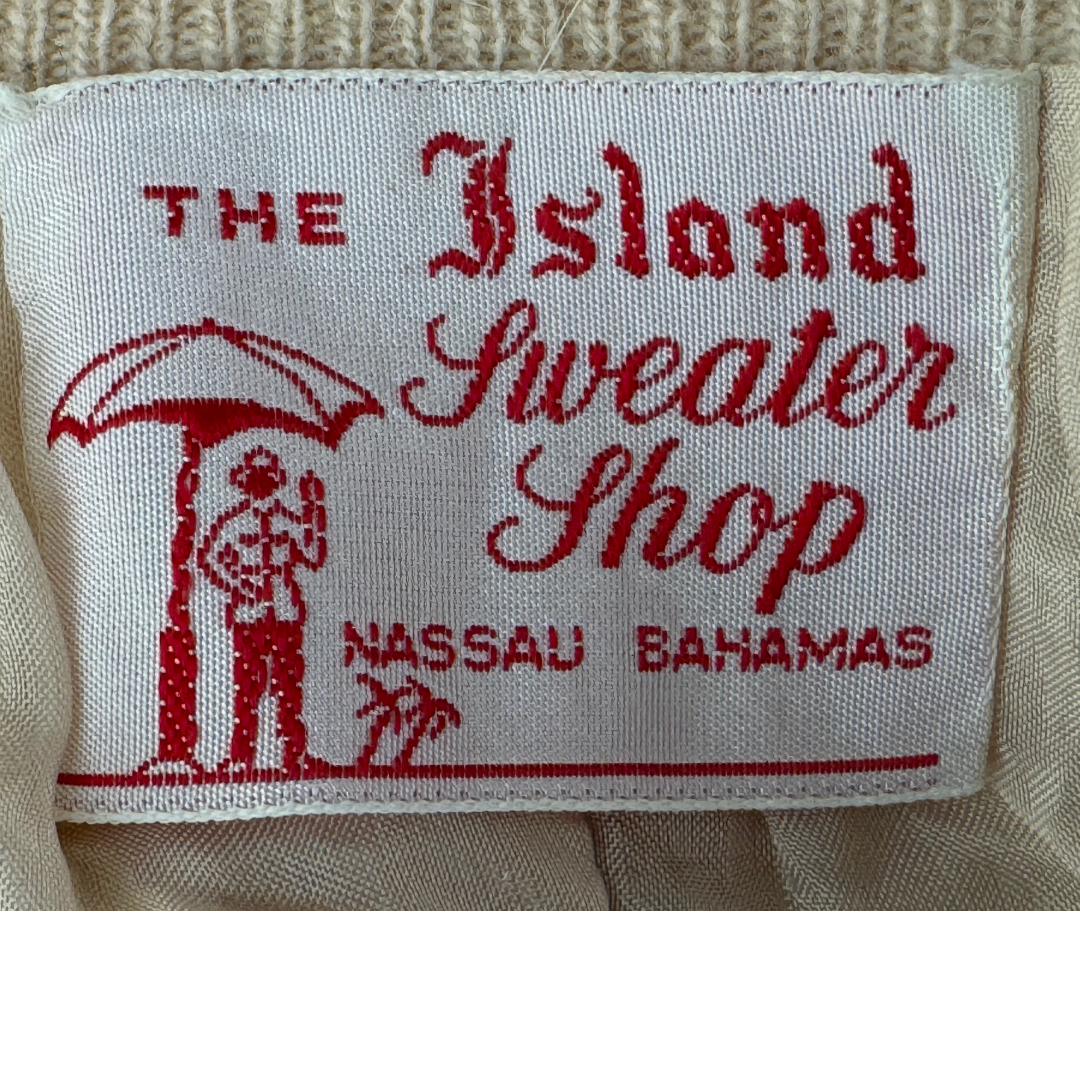 THE Island
Sweater
Shop
NASSAU BAHAMAS